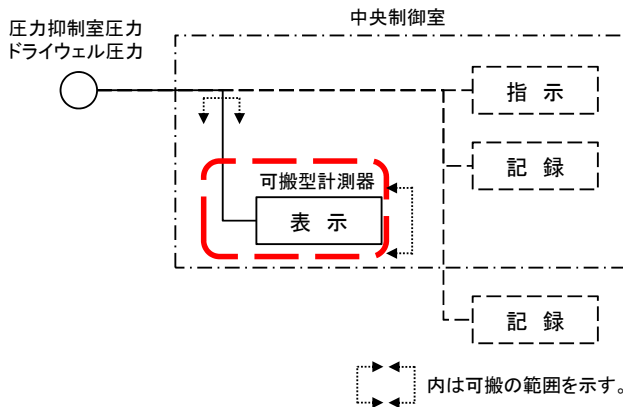 中央制御室
圧力抑制室圧力
ドライウェル圧力
指 示
記 録
可搬型計測器
表 示
記 録
内は可搬の範囲を示す。